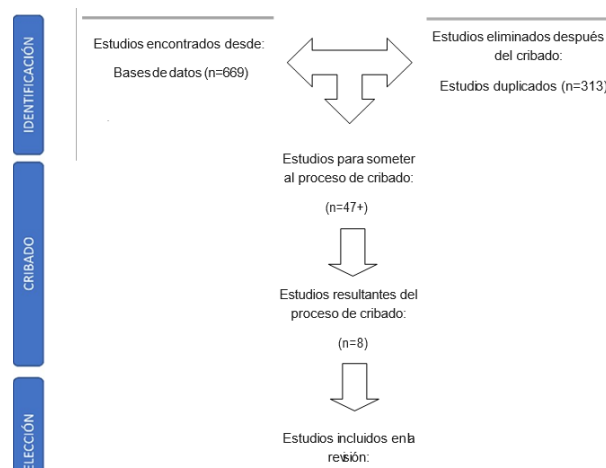 IDENTIFICACIÓN
Estudios encontrados desde:
Bases de datos (n=669)
Estudios eliminados después
del cribado:
Estudios duplicados (n=313)
Estudios para someter
al proceso de cribado:
(n=47+)
CRIBADO
Estudios resultantes del
proceso de cribado:
(n=8)
ELECCIÓN
Estudios incluidos en la
revisión: